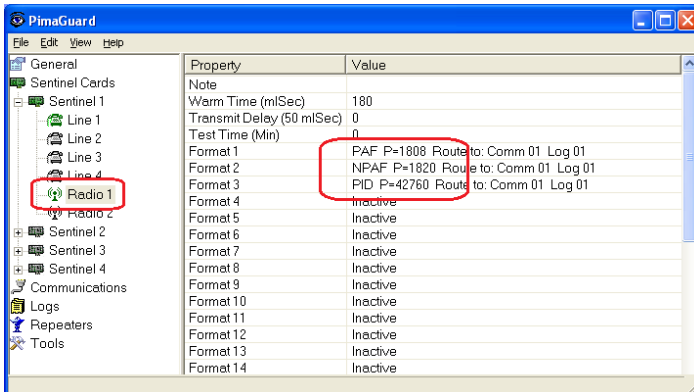 PimaGuard
File Edit View Help
General
Sentinel Cards
Sentinel 1
Line 1
Line 2
Line 3
Line 4
Radio 1
Radio 2
Sentinel 2
Sentinel 3
Sentinel 4
Communications
Logs
Repeaters
Tools
Property Value
Note
Warm Time (mlSec) 180
Transmit Delay (50 mlSec) 0
Test Time (Min) 0
Format 1 PAF P=1808 Route to: Comm 01 Log 01
Format 2 NPAF P=1820 Route to: Comm 01 Log 01
Format 3 PID P=42760 Route to: Comm 01 Log 01
Format 4 Inactive
Format 5 Inactive
Format 6 Inactive
Format 7 Inactive
Format 8 Inactive
Format 9 Inactive
Format 10 Inactive
Format 11 Inactive
Format 12 Inactive
Format 13 Inactive
Format 14 Inactive